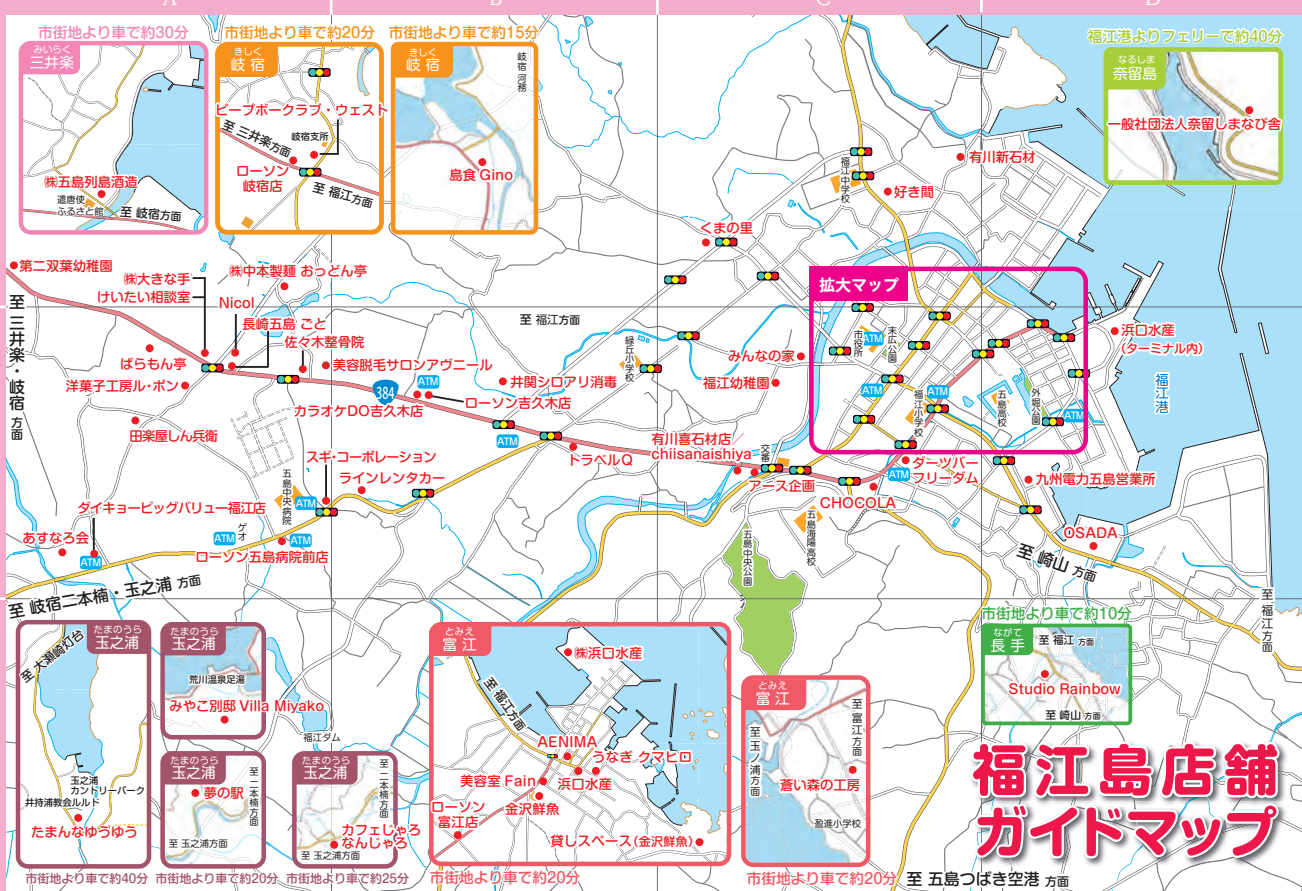 A
B
C
D
市街地より車で約30分
みいらく
三井楽
㈱五島列島酒造
遣唐使
ふるさと館
至 岐宿方面
市街地より車で約20分
きしく
岐宿
ピープポークラブ・ウェスト
至 三井楽方面
岐宿支所
ローソン
岐宿店
至 福江方面
市街地より車で約15分
きしく
岐宿
岐宿
河務
島食 Gino
福江港よりフェリーで約40分
なるしま
奈留島
一般社団法人奈留しまなび舎
有川新石材
福江中学校
好き間
くまの里
第二双葉幼稚園
㈱大きな手
けいたい相談室
㈱中本製麺 おっどん亭
Nicol
長崎五島 ごと
佐々木整骨院
至 三井楽・岐宿 方面
至 福江方面
拡大マップ
市役所
ATM
末広公園
浜口水産
(ターミナル内)
福江港
ばらもん亭
洋菓子工房ル・ポン
美容脱毛サロンアヴニール
384
ATM
井関シロアリ消毒
緑丘小学校
みんなの家
福江幼稚園
カラオケDO吉久木店
ローソン吉久木店
ATM
ATM
福江小学校
五島高校
外堀公園
ATM
田楽屋しん兵衛
ATM
トラベルQ
有川喜石材店/
chiisanaishiya
交番
アース企画
ATM
ダーツバー
フリーダム
CHOCOLA
九州電力五島営業所
スギ・コーポレーション
ラインレンタカー
五島中央病院
ATM
ダイキョービッグバリュー福江店
あすなろ会
ATM
ATM
ゲオ
ATM
ローソン五島病院前店
五島海陽高校
五島中央公園
OSADA
至 崎山 方面
至 岐宿二本楠・玉之浦 方面
至 福江方面
たまのうら
玉之浦
至 大瀬崎灯台
玉之浦
カントリーパーク
井持浦教会ルルド
たまんなゆうゆう
市街地より車で約40分
たまのうら
玉之浦
荒川温泉足湯
みやこ別邸 Villa Miyako
たまのうら
玉之浦
夢の駅
至 二本楠方面
至 玉之浦方面
市街地より車で約20分
福江ダム
たまのうら
玉之浦
至 二本楠方面
カフェじゃろ
なんじゃろ
至 玉之浦方面
市街地より車で約25分
とみえ
富江
㈱浜口水産
至 福江方面
AENIMA
うなぎ クマヒロ
美容室 Fain
浜口水産
ローソン
富江店
金沢鮮魚
貸しスペース(金沢鮮魚)
市街地より車で約20分
とみえ
富江
至 富江方面
至 玉ノ浦方面
蒼い森の工房
盈進小学校
市街地より車で約20分
市街地より車で約10分
ながて
長手
至 福江 方面
Studio Rainbow
至 崎山 方面
福江島店舗
ガイドマップ
至 五島つばき空港 方面